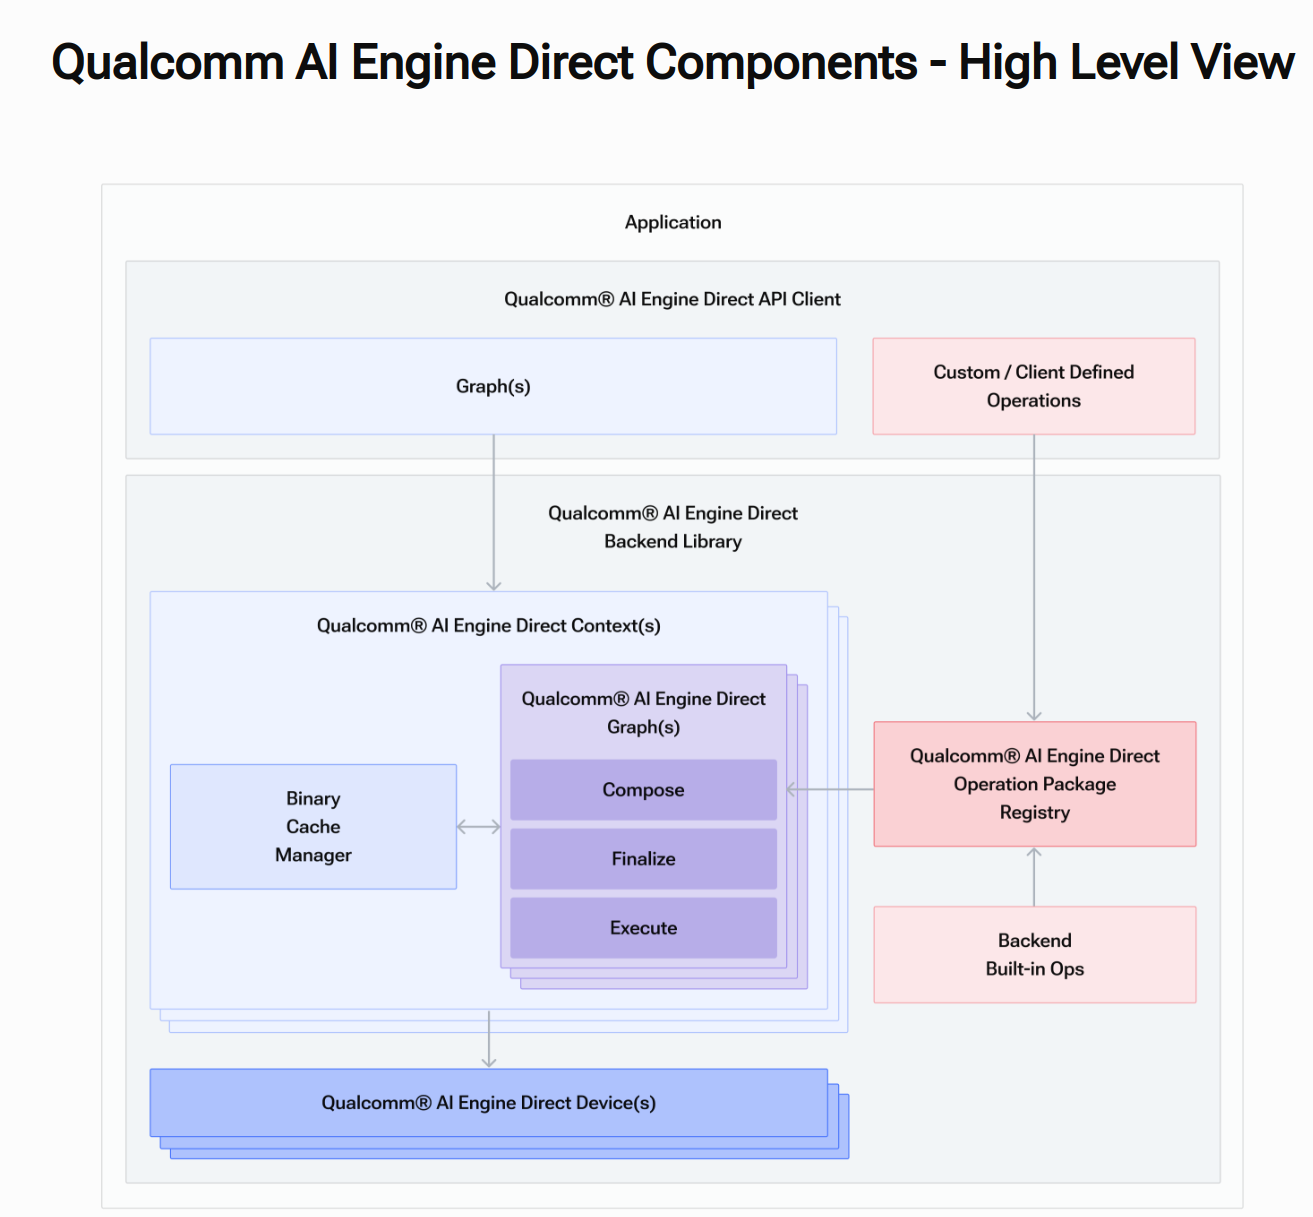 Qualcomm AI Engine Direct Components - High Level View
Application
Qualcomm® AI Engine Direct API Client
Graph(s)
Custom / Client Defined
Operations
Qualcomm® AI Engine Direct
Backend Library
Qualcomm® AI Engine Direct Context(s)
Qualcomm® AI Engine Direct
Graph(s)
Binary
Cache
Manager
Compose
Finalize
Execute
Qualcomm® AI Engine Direct
Operation Package
Registry
Backend
Built-in Ops
Qualcomm® AI Engine Direct Device(s)